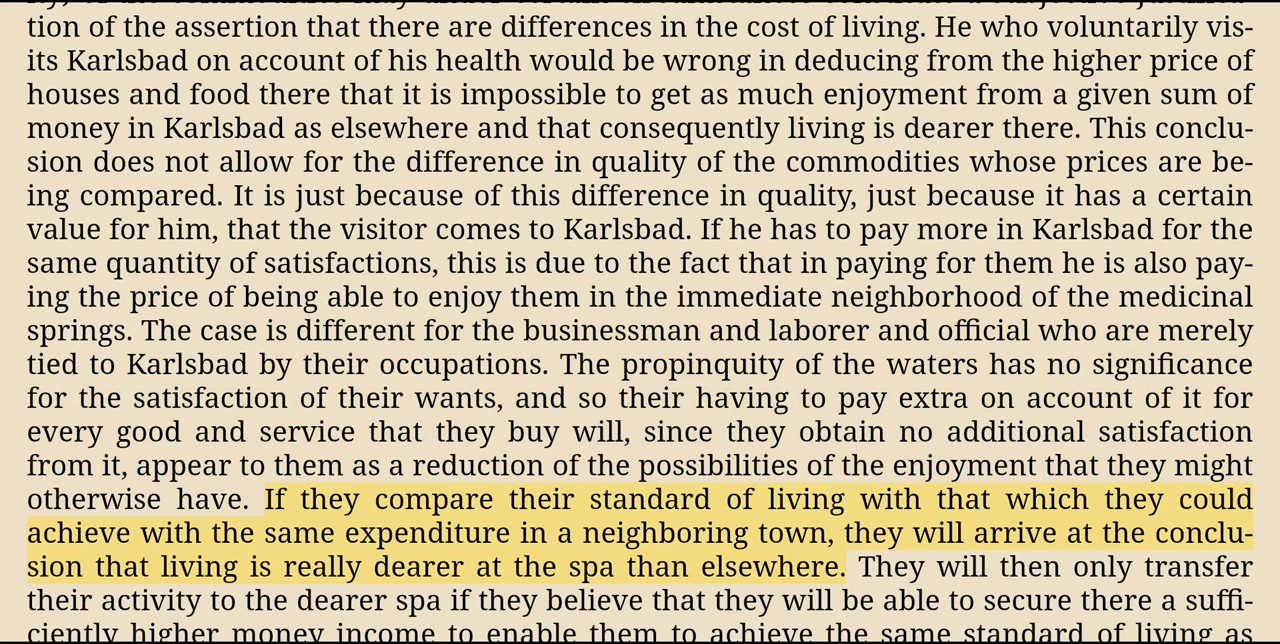 tion of the assertion that there are differences in the cost of living. He who voluntarily vis-
its Karlsbad on account of his health would be wrong in deducing from the higher price of
houses and food there that it is impossible to get as much enjoyment from a given sum of
money in Karlsbad as elsewhere and that consequently living is dearer there. This conclu-
sion does not allow for the difference in quality of the commodities whose prices are be-
ing compared. It is just because of this difference in quality, just because it has a certain
value for him, that the visitor comes to Karlsbad. If he has to pay more in Karlsbad for the
same quantity of satisfactions, this is due to the fact that in paying for them he is also pay-
ing the price of being able to enjoy them in the immediate neighborhood of the medicinal
springs. The case is different for the businessman and laborer and official who are merely
tied to Karlsbad by their occupations. The propinquity of the waters has no significance
for the satisfaction of their wants, and so their having to pay extra on account of it for
every good and service that they buy will, since they obtain no additional satisfaction
from it, appear to them as a reduction of the possibilities of the enjoyment that they might
otherwise have. If they compare their standard of living with that which they could
achieve with the same expenditure in a neighboring town, they will arrive at the conclu-
sion that living is really dearer at the spa than elsewhere. They will then only transfer
their activity to the dearer spa if they believe that they will be able to secure there a suffi-
ciently higher money income to enable them to achieve the same standard of living as